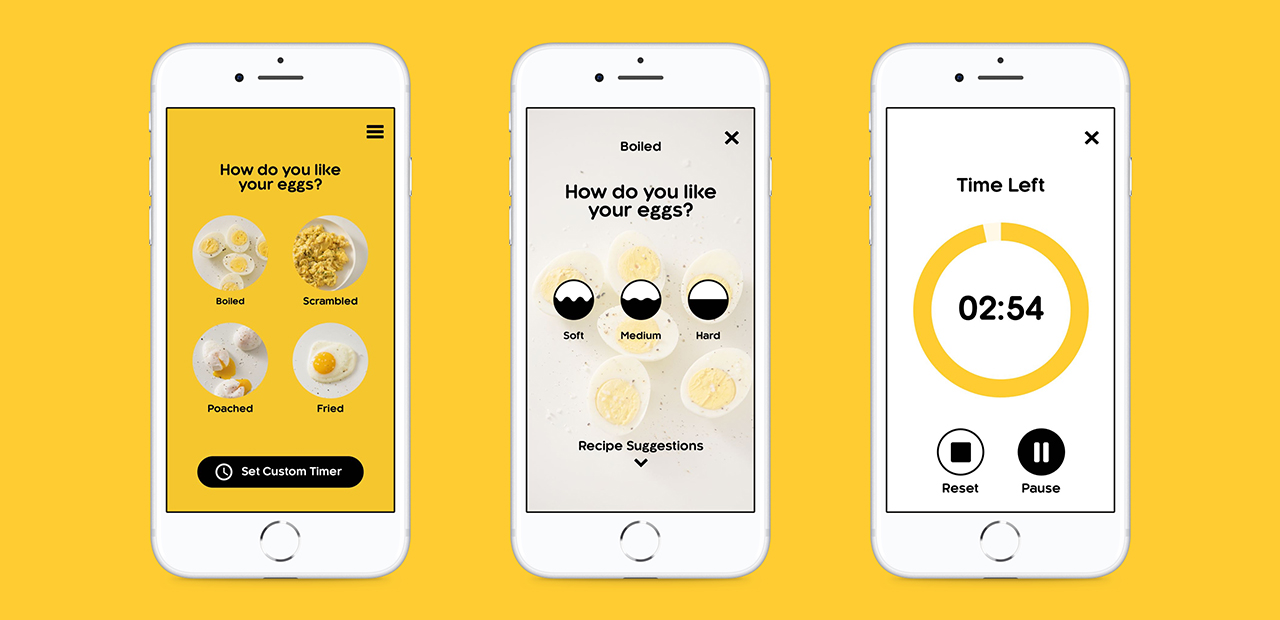 How do you like
your eggs?
Boiled
Scrambled
Poached
Fried
Set Custom Timer
Boiled
How do you like
your eggs?
Soft
Medium
Hard
Recipe Suggestions
Time Left
02:54
Reset
Pause